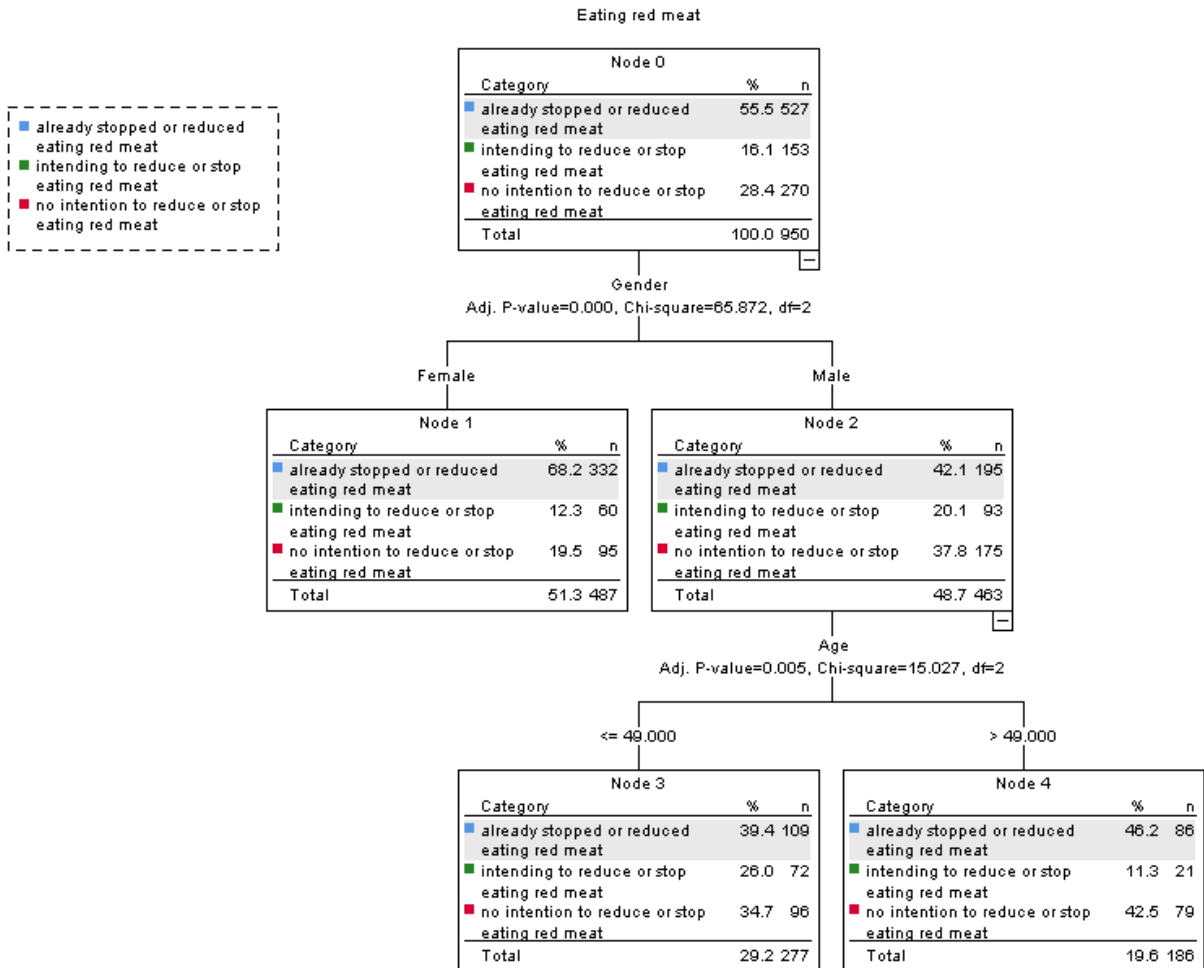 Eating red meat
Node 0
Category % n
already stopped or reduced 55.5 527
eating red meat
intending to reduce or stop 16.1 153
eating red meat
no intention to reduce or stop 28.4 270
eating red meat
Total 100.0 950
already stopped or reduced
eating red meat
intending to reduce or stop
eating red meat
no intention to reduce or stop
eating red meat
Gender
Adj. P-value=0.000, Chi-square=65.872, df=2
Female
Male
Node 1
Category % n
already stopped or reduced 68.2 332
eating red meat
intending to reduce or stop 12.3 60
eating red meat
no intention to reduce or stop 19.5 95
eating red meat
Total 51.3 487
Node 2
Category % n
already stopped or reduced 42.1 195
eating red meat
intending to reduce or stop 20.1 93
eating red meat
no intention to reduce or stop 37.8 175
eating red meat
Total 48.7 463
Age
Adj. P-value=0.005, Chi-square=15.027, df=2
<= 49.000
> 49.000
Node 3
Category % n
already stopped or reduced 39.4 109
eating red meat
intending to reduce or stop 26.0 72
eating red meat
no intention to reduce or stop 34.7 96
eating red meat
Total 29.2 277
Node 4
Category % n
already stopped or reduced 46.2 86
eating red meat
intending to reduce or stop 11.3 21
eating red meat
no intention to reduce or stop 42.5 79
eating red meat
Total 19.6 186